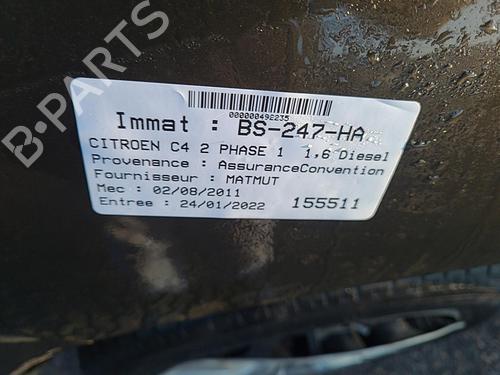 B-PARTS
000000492235
Immat : BS-247-HA
CITROEN C4 2 PHASE 1 1,6 Diesel
Provenance : AssuranceConvention
Fournisseur : MATMUT
Mec : 02/08/2011
Entree : 24/01/2022 155511